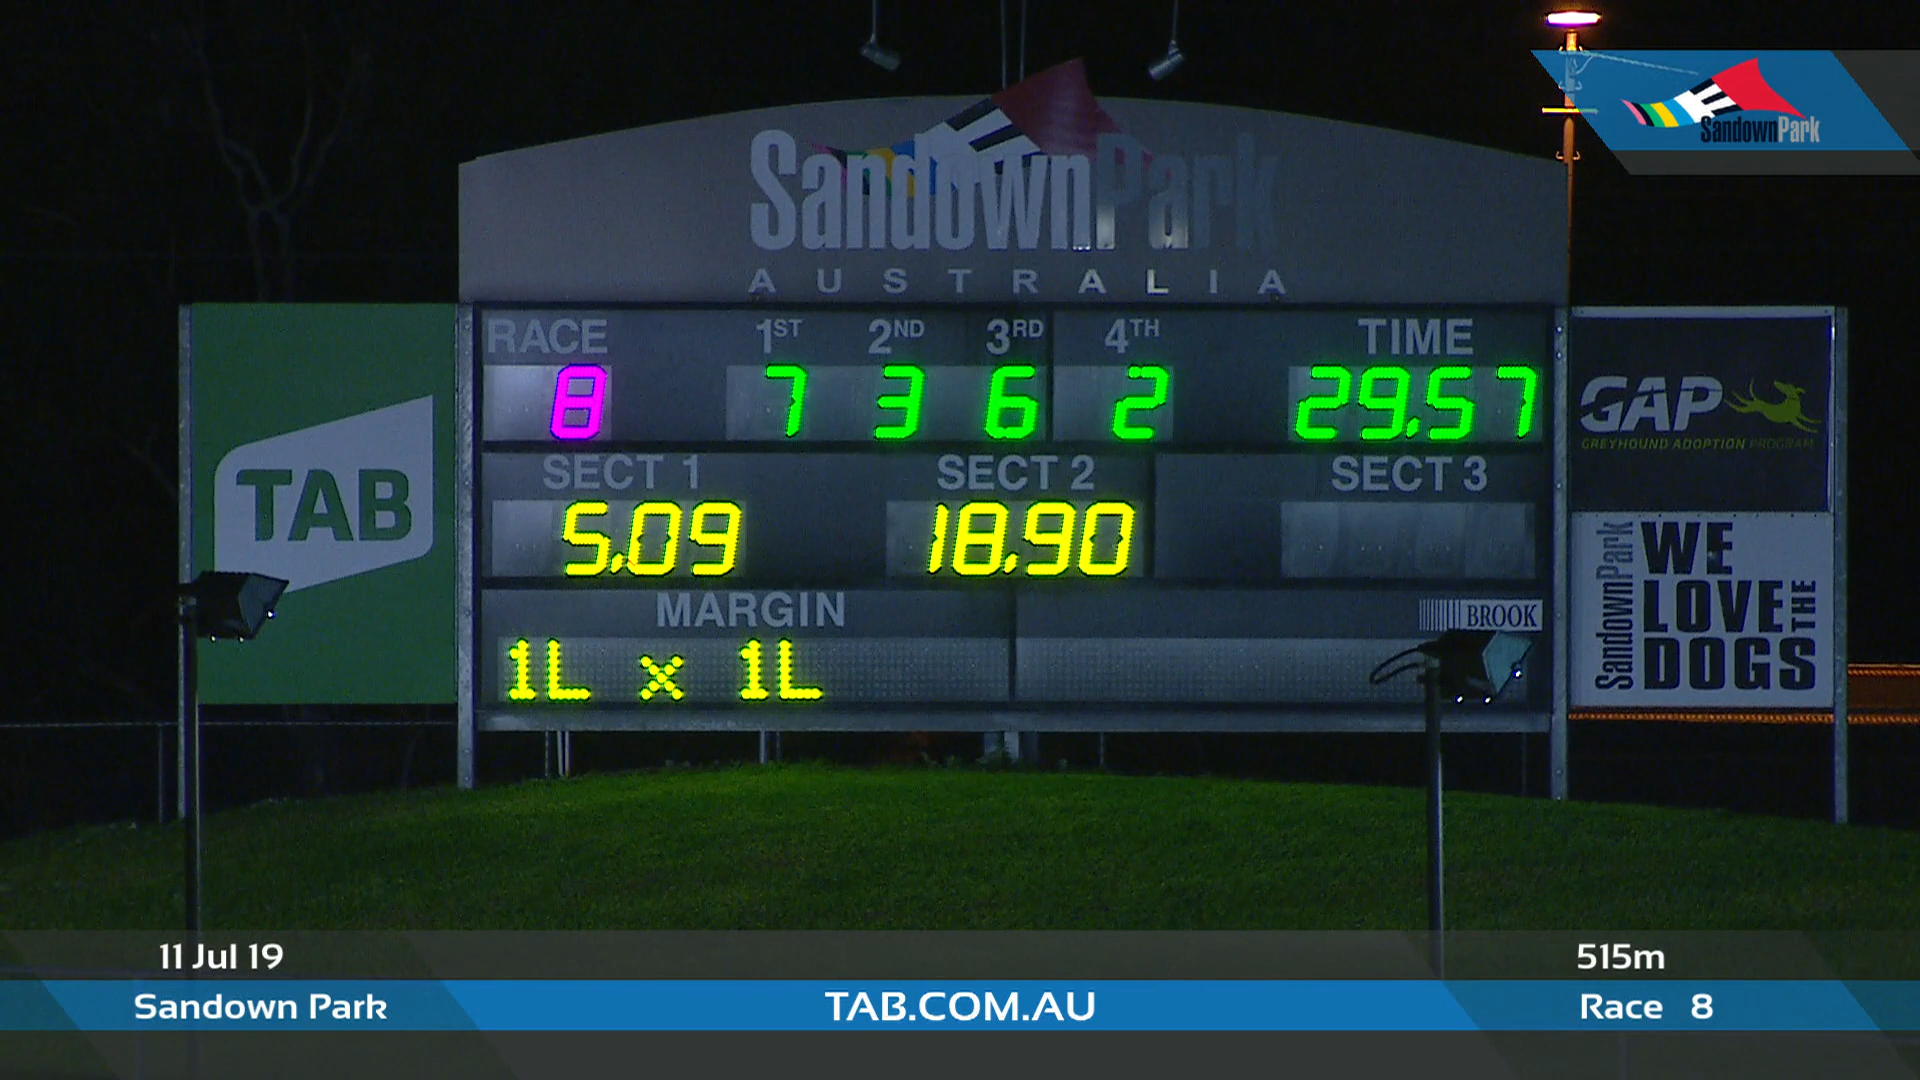 SandownPark
SandownPark
AUSTRALIA
RACE 1ST 2ND 3RD 4TH TIME
8 7 3 6 2 29.57
SECT 1 SECT 2 SECT 3
5.09 18.90
MARGIN
1L x 1L
BROOK
TAB
GAP
GREYHOUND ADOPTION PROGRAM
SandownPark
WE
LOVE THE
DOGS
11 Jul 19
515m
Sandown Park
TAB.COM.AU
Race 8